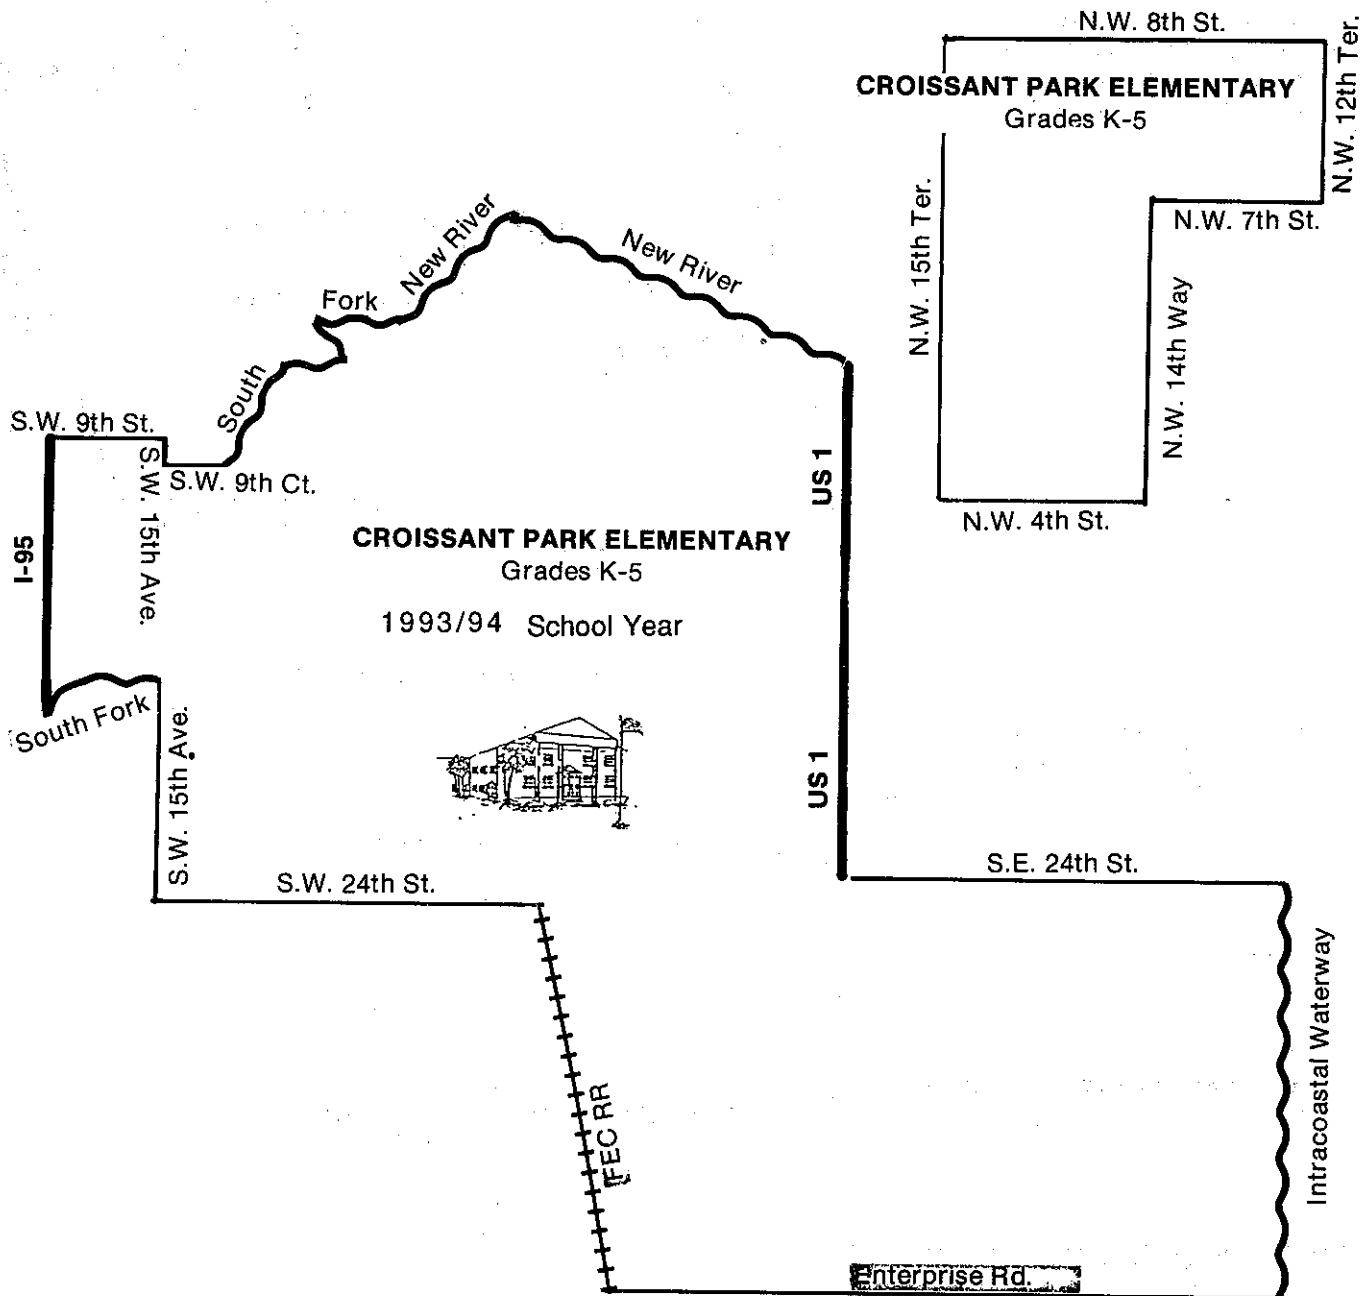 N.W. 8th St.
CROISSANT PARK ELEMENTARY
Grades K-5
N.W. 12th Ter.
N.W. 15th Ter.
N.W. 7th St.
N.W. 14th Way
N.W. 4th St.
New River
New River
Fork
South
S.W. 9th St.
S.W. 9th Ct.
S.W. 15th Ave.
I-95
US 1
CROISSANT PARK ELEMENTARY
Grades K-5
1993/94 School Year
South Fork
S.W. 15th Ave.
US 1
S.W. 24th St.
S.E. 24th St.
FEC RR
Intracoastal Waterway
Enterprise Rd.